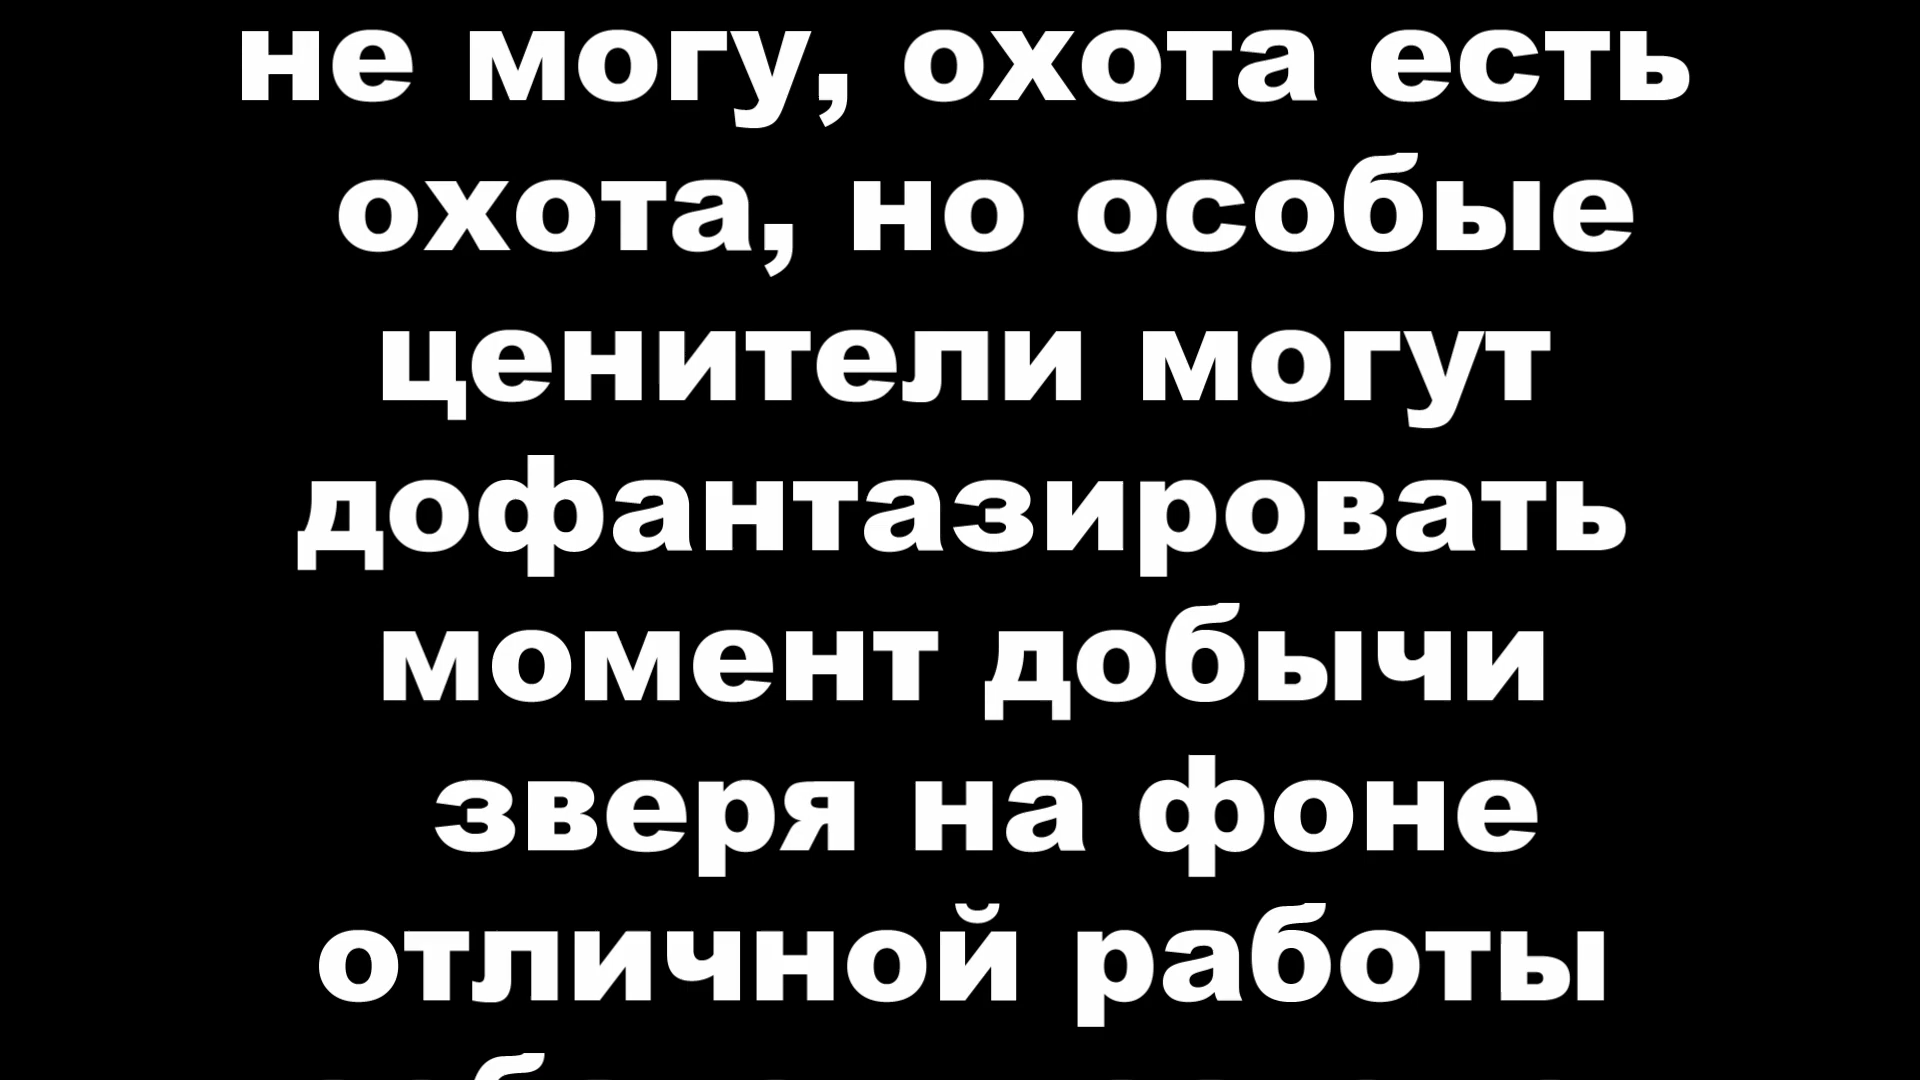 не могу, охота есть
охота, но особые
ценители могут
дофантазировать
момент добычи
зверя на фоне
отличной работы